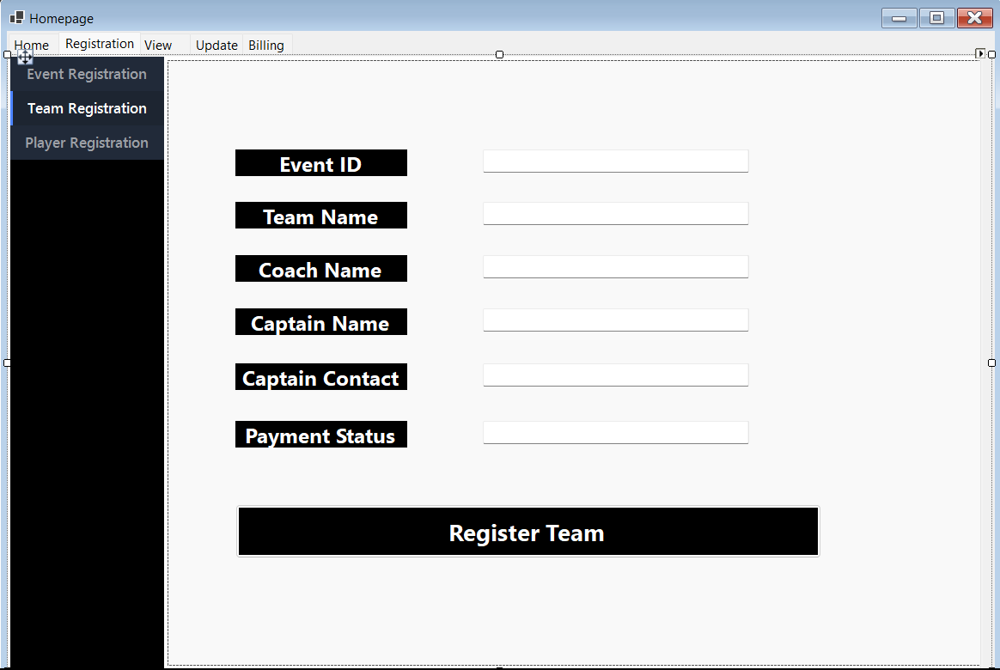 Homepage
Home Registration View Update Billing
Event Registration
Team Registration
Player Registration
Event ID
Team Name
Coach Name
Captain Name
Captain Contact
Payment Status
Register Team